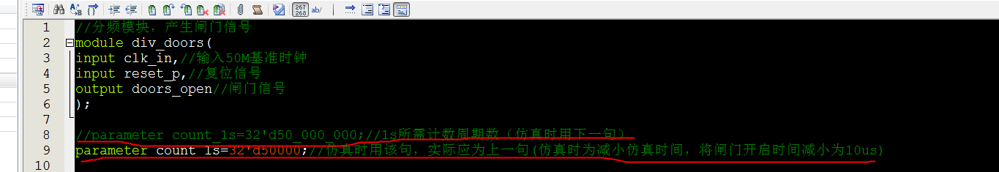 267
268
ab/
1
//分频模块，产生闸门信号
2
module div_doors(
3
input clk_in,//输入50M基准时钟
4
input reset_p,//复位信号
5
output doors_open//闸门信号
6
);
7
8
//parameter count_1s=32'd50_000_000;//1s所需计数周期数（仿真时用下一句）
9
parameter count_1s=32'd50000;//仿真时用该句，实际应为上一句(仿真时为减小仿真时间，将闸门开启时间减小为10us)
10